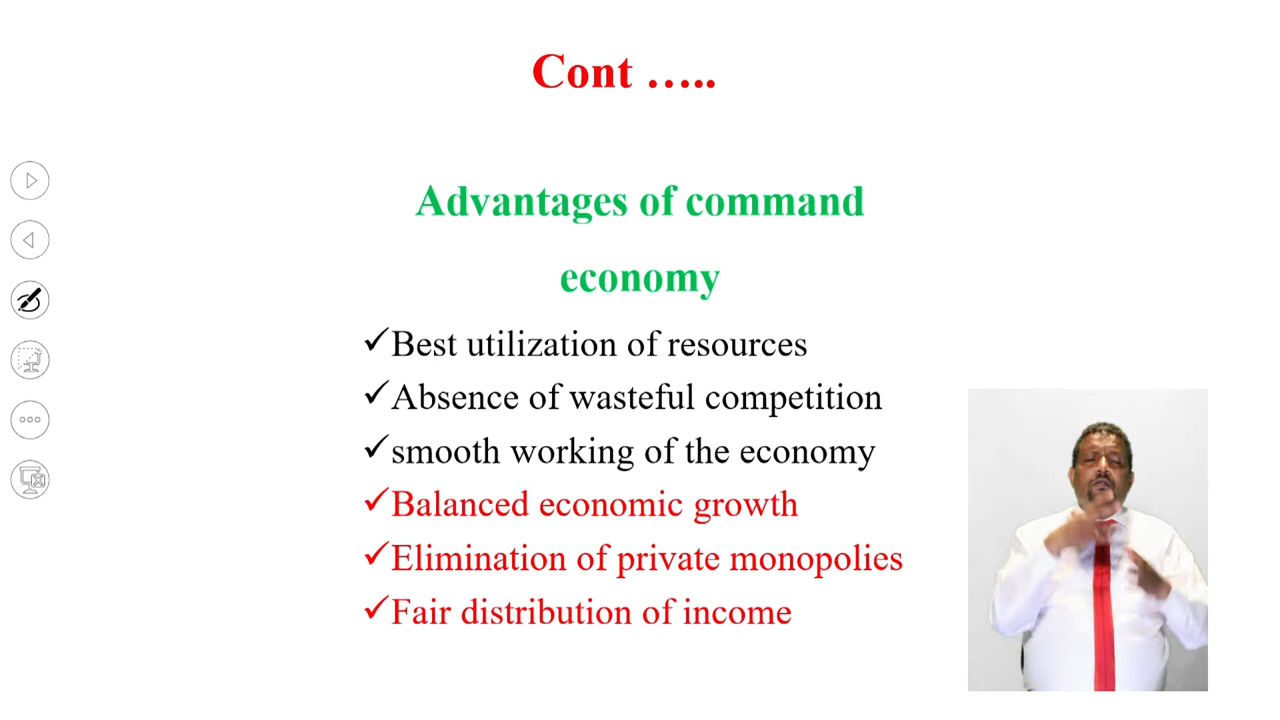 Cont …..
Advantages of command
economy
✓Best utilization of resources
✓Absence of wasteful competition
✓smooth working of the economy
✓Balanced economic growth
✓Elimination of private monopolies
✓Fair distribution of income